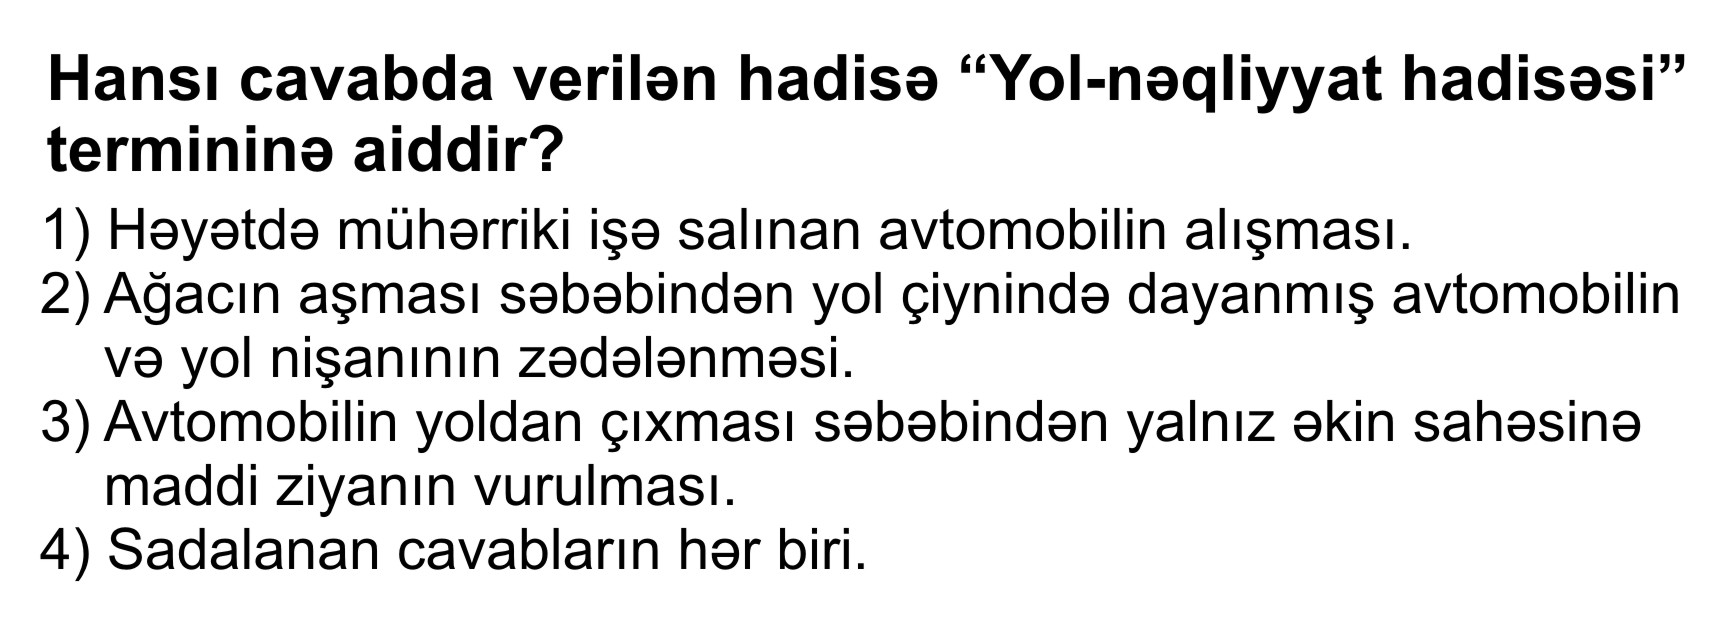 Hansı cavabda verilən hadisə “Yol-nəqliyyat hadisəsi”
termininə aiddir?
1) Həyətdə mühərriki işə salınan avtomobilin alışması.
2) Ağacın aşması səbəbindən yol çiynində dayanmış avtomobilin
və yol nişanının zədələnməsi.
3) Avtomobilin yoldan çıxması səbəbindən yalnız əkin sahəsinə
maddi ziyanın vurulması.
4) Sadalanan cavabların hər biri.